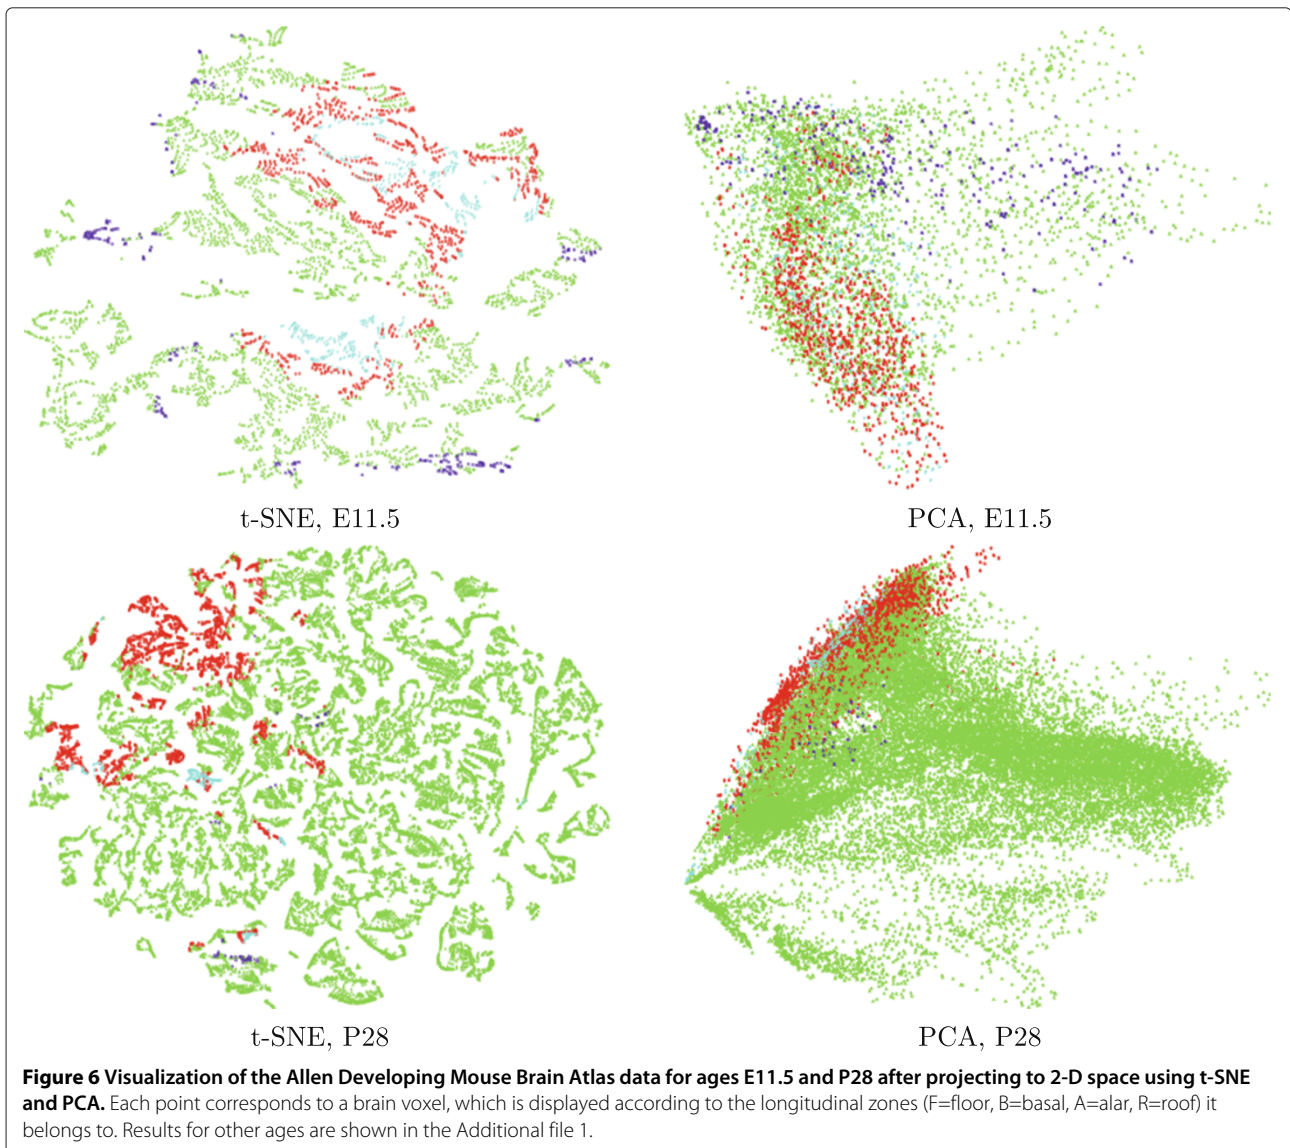 t-SNE, E11.5
PCA, E11.5
t-SNE, P28
PCA, P28
Figure 6 Visualization of the Allen Developing Mouse Brain Atlas data for ages E11.5 and P28 after projecting to 2-D space using t-SNE
and PCA. Each point corresponds to a brain voxel, which is displayed according to the longitudinal zones (F=floor, B=basal, A=alar, R=roof) it
belongs to. Results for other ages are shown in the Additional file 1.